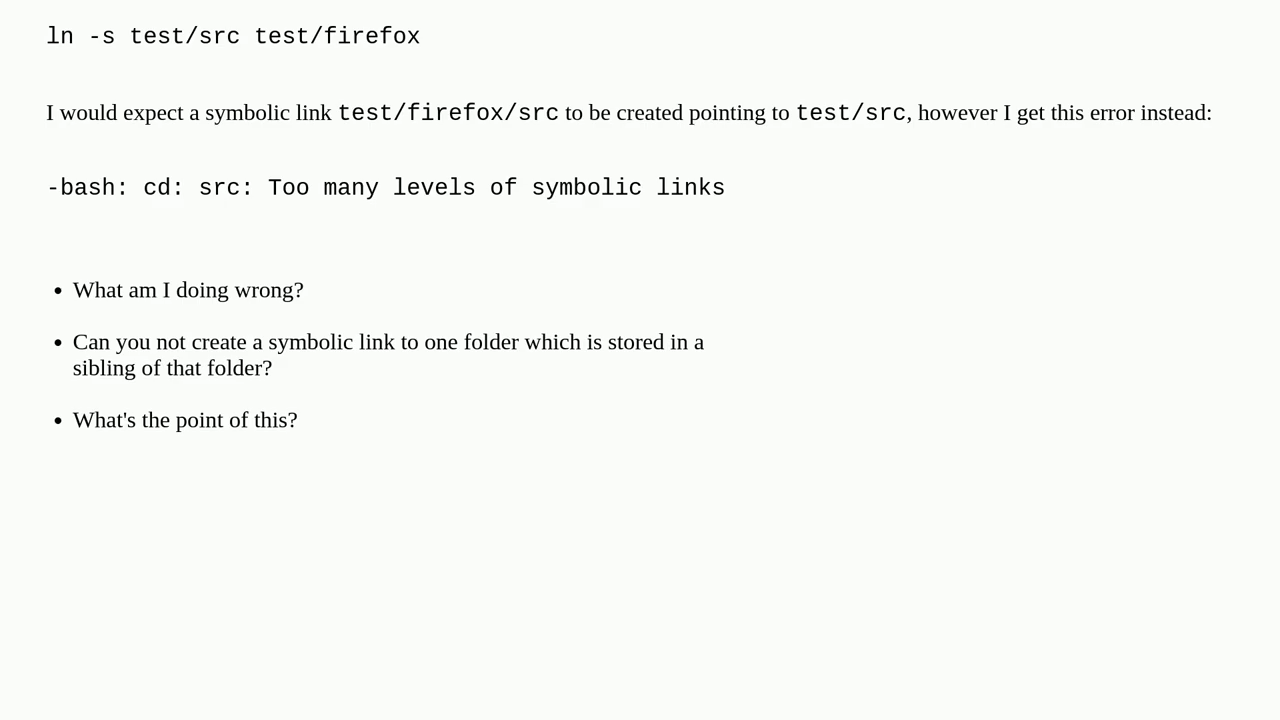 ln -s test/src test/firefox
I would expect a symbolic link test/firefox/src to be created pointing to test/src, however I get this error instead:
-bash: cd: src: Too many levels of symbolic links
• What am I doing wrong?
• Can you not create a symbolic link to one folder which is stored in a
sibling of that folder?
• What's the point of this?